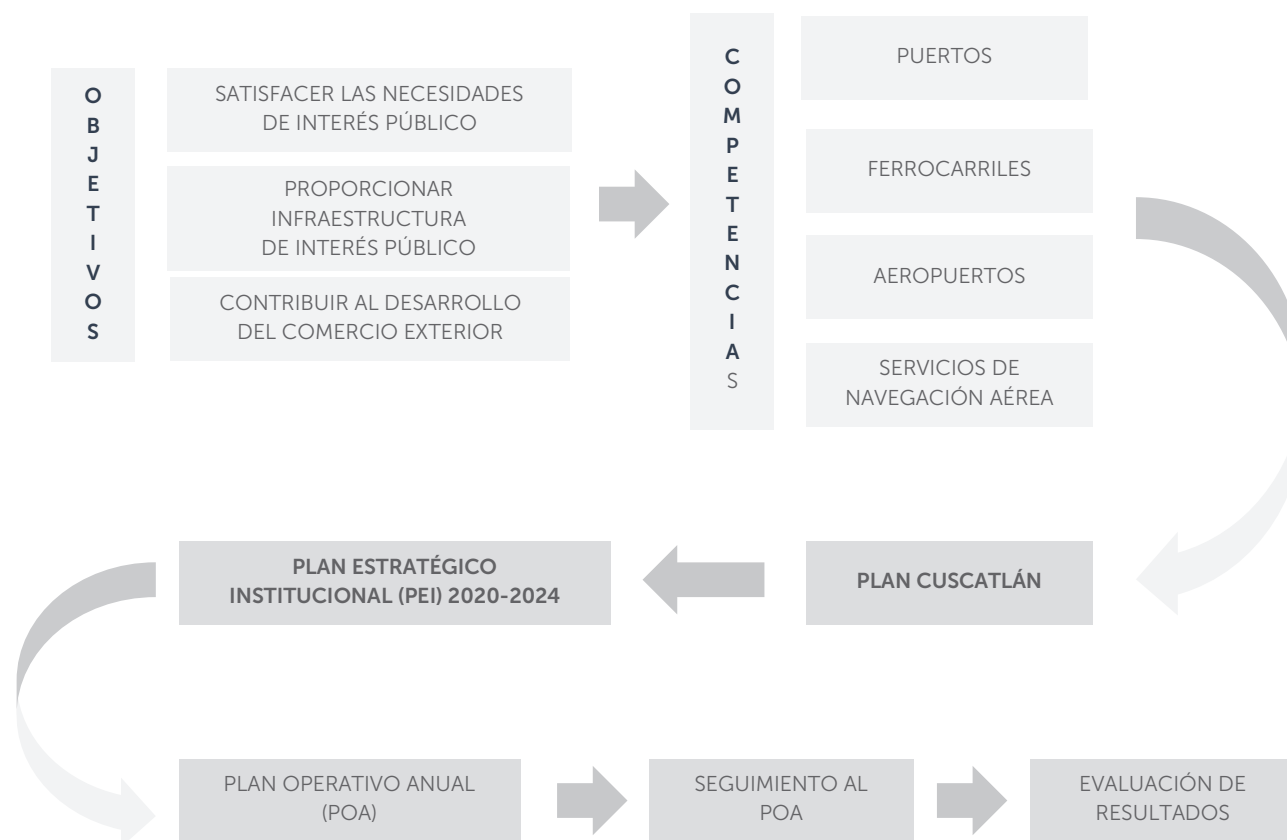 OBJETIVOS
SATISFACER LAS NECESIDADES
DE INTERÉS PÚBLICO
PROPORCIONAR
INFRAESTRUCTURA
DE INTERÉS PÚBLICO
CONTRIBUIR AL DESARROLLO
DEL COMERCIO EXTERIOR
COMPETENCIAS
PUERTOS
FERROCARRILES
AEROPUERTOS
SERVICIOS DE
NAVEGACIÓN AÉREA
PLAN CUSCATLÁN
PLAN ESTRATÉGICO
INSTITUCIONAL (PEI) 2020-2024
PLAN OPERATIVO ANUAL
(POA)
SEGUIMIENTO AL
POA
EVALUACIÓN DE
RESULTADOS